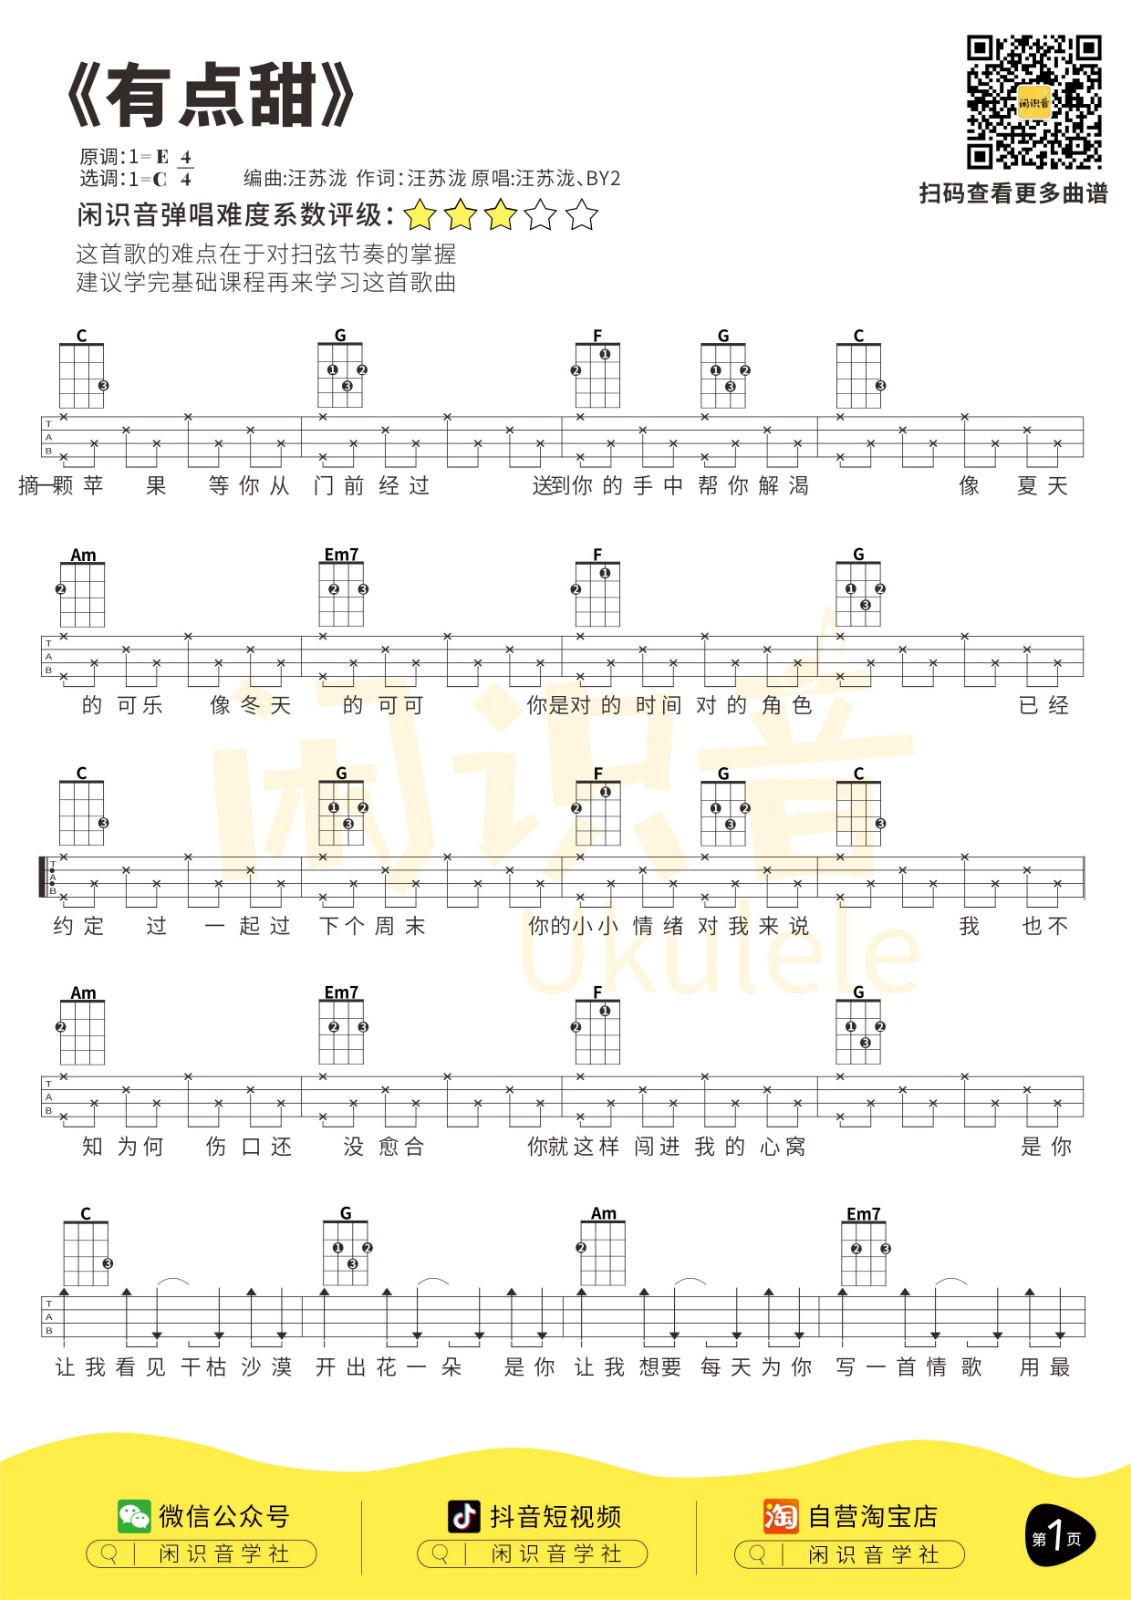 《有点甜》
原调：1=E 4/4
选调：1=C
编曲:汪苏泷 作词：汪苏泷 原唱:汪苏泷、BY2
闲识音弹唱难度系数评级：
这首歌的难点在于对扫弦节奏的掌握
建议学完基础课程再来学习这首歌曲
闲识音
扫码查看更多曲谱
C G F G C
T A B
摘一颗苹 果 等你从 门前经过 送到你的手中帮你解渴 像 夏天
Am Em7 F G
T A B
的可乐 像冬天 的可可 你是对的时间对的角色 已经
C G F G C
T A B
约定 过 一起过 下个周末 你的小小情绪对我来说 我 也不
Am Em7 F G
T A B
知为何 伤口还 没愈合 你就这样闯进我的心窝 是你
C G Am Em7
T A B
让我看见干枯沙漠 开出花一朵 是你 让我想要每天为你 写一首情歌 用最
闲识音
Ukulele
微信公众号 抖音短视频 淘 自营淘宝店
闲识音学社 闲识音学社 闲识音学社
第1页